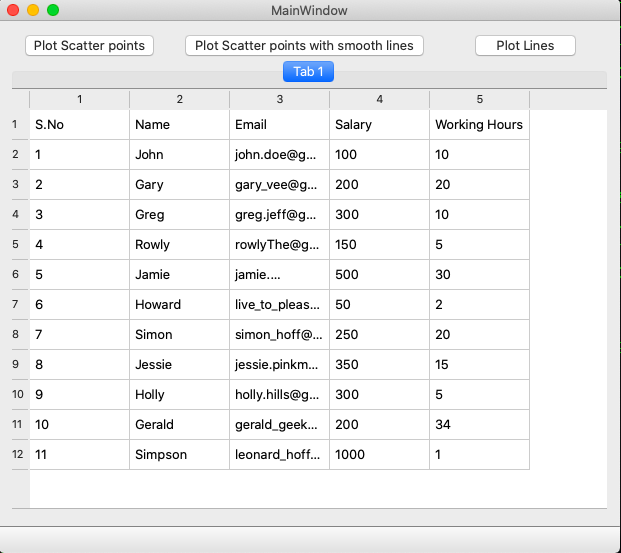 MainWindow
Plot Scatter points Plot Scatter points with smooth lines Plot Lines
Tab 1
1 2 3 4 5
1 S.No Name Email Salary Working Hours
2 1 John john.doe@g... 100 10
3 2 Gary gary_vee@g... 200 20
4 3 Greg greg.jeff@g... 300 10
5 4 Rowly rowlyThe@g... 150 5
6 5 Jamie jamie.... 500 30
7 6 Howard live_to_pleas... 50 2
8 7 Simon simon_hoff@... 250 20
9 8 Jessie jessie.pinkm... 350 15
10 9 Holly holly.hills@g... 300 5
11 10 Gerald gerald_geek... 200 34
12 11 Simpson leonard_hoff... 1000 1